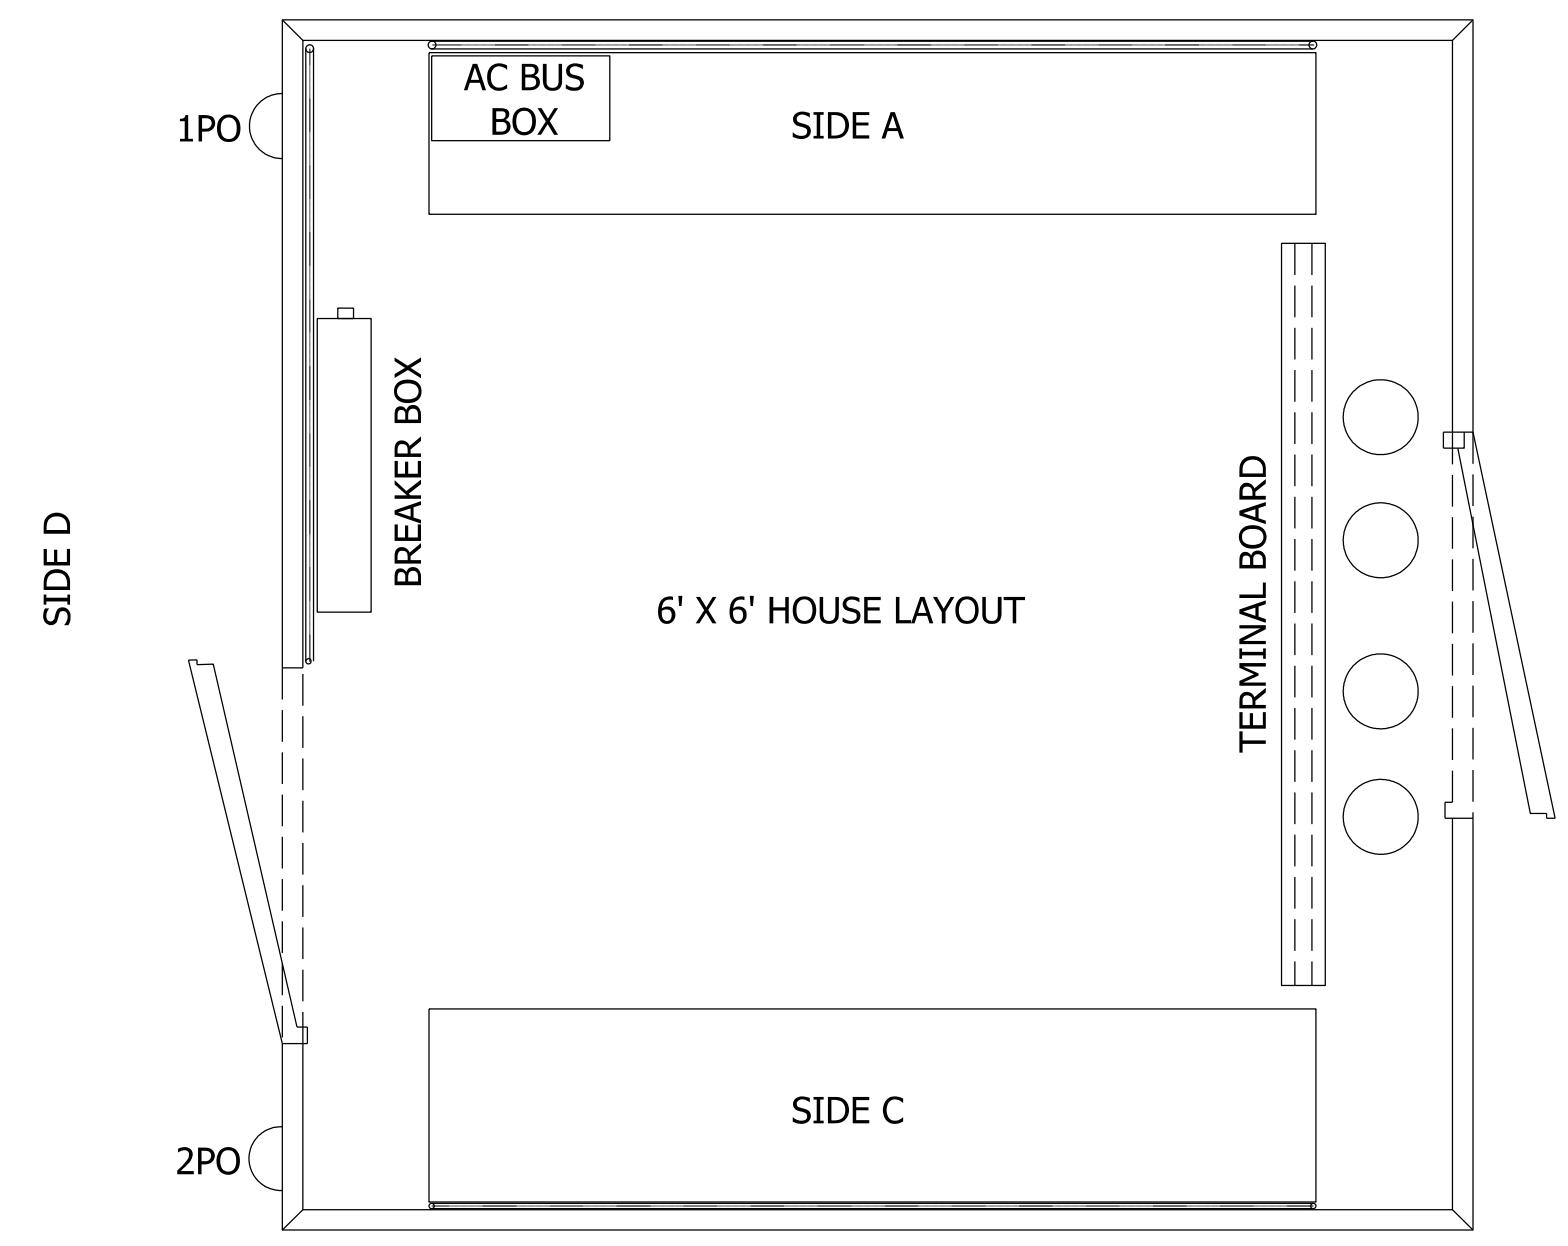 AC BUS
BOX
SIDE A
1PO
BREAKER BOX
SIDE D
TERMINAL BOARD
6' X 6' HOUSE LAYOUT
SIDE C
2PO